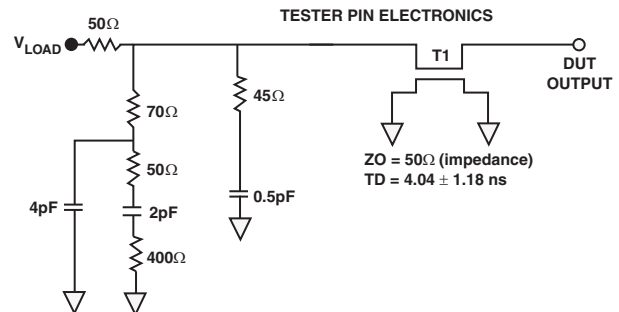 TESTER PIN ELECTRONICS
50Ω
VLOAD
T1
DUT
OUTPUT
70Ω
45Ω
50Ω
ZO = 50Ω (impedance)
TD = 4.04 ± 1.18 ns
4pF
2pF
0.5pF
400Ω